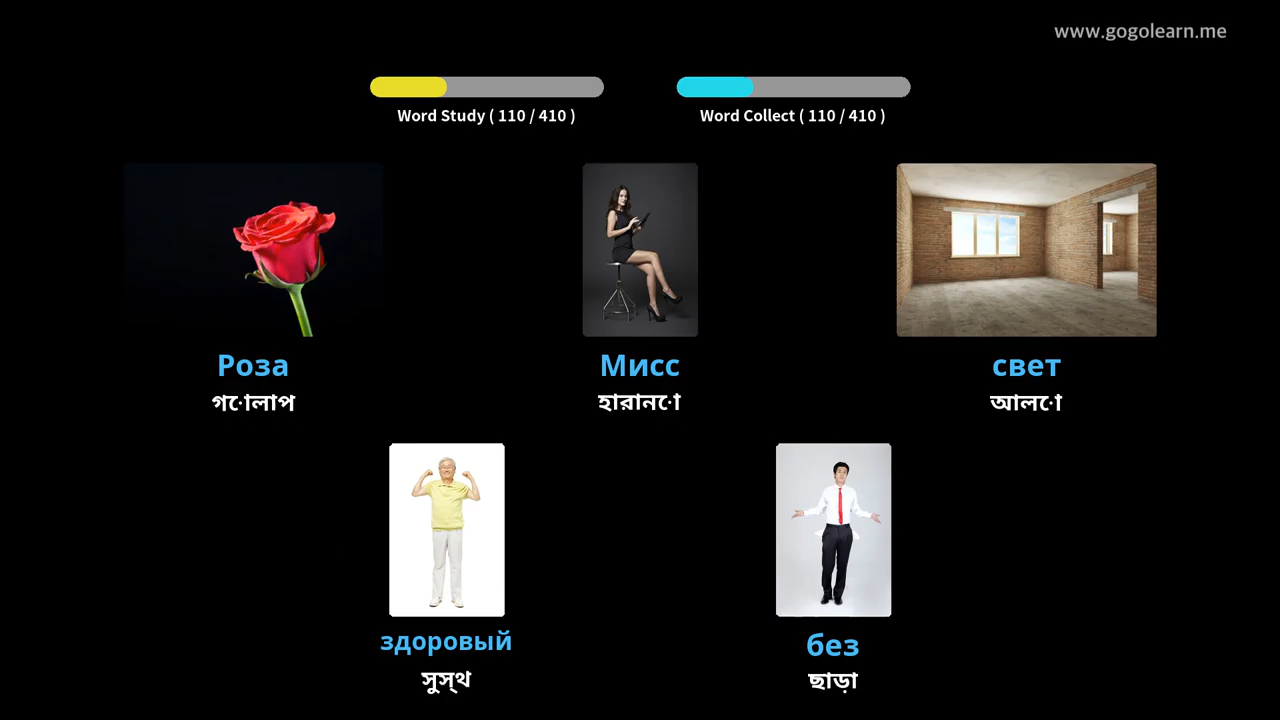 www.gogolearn.me
Word Study ( 110 / 410 )
Word Collect ( 110 / 410 )
Роза
গোলাপ
Мисс
হারানো
свет
আলো
здоровый
সুস্থ
без
ছাড়া